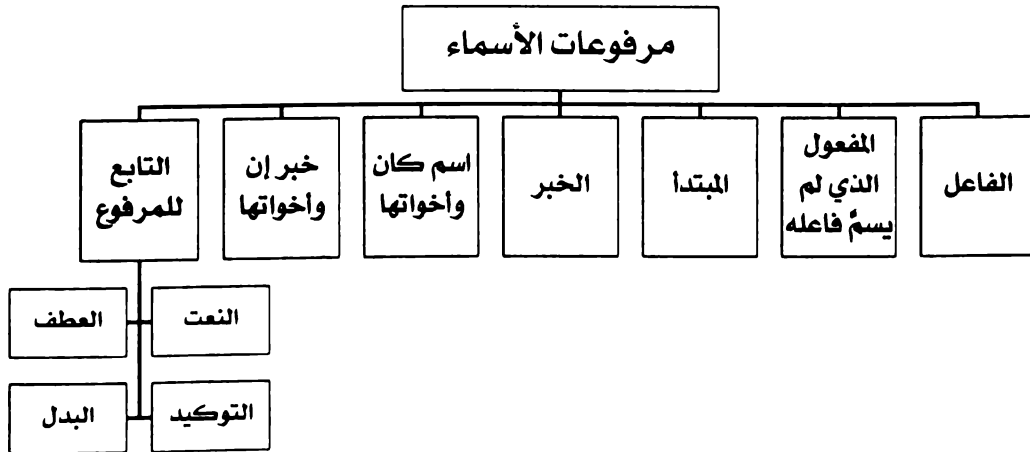 مرفوعات الأسماء
الفاعل
المفعول
الذي لم
يسمَّ فاعله
المبتدأ
الخبر
اسم كان
وأخواتها
خبر إن
وأخواتها
التابع
للمرفوع
النعت
العطف
التوكيد
البدل